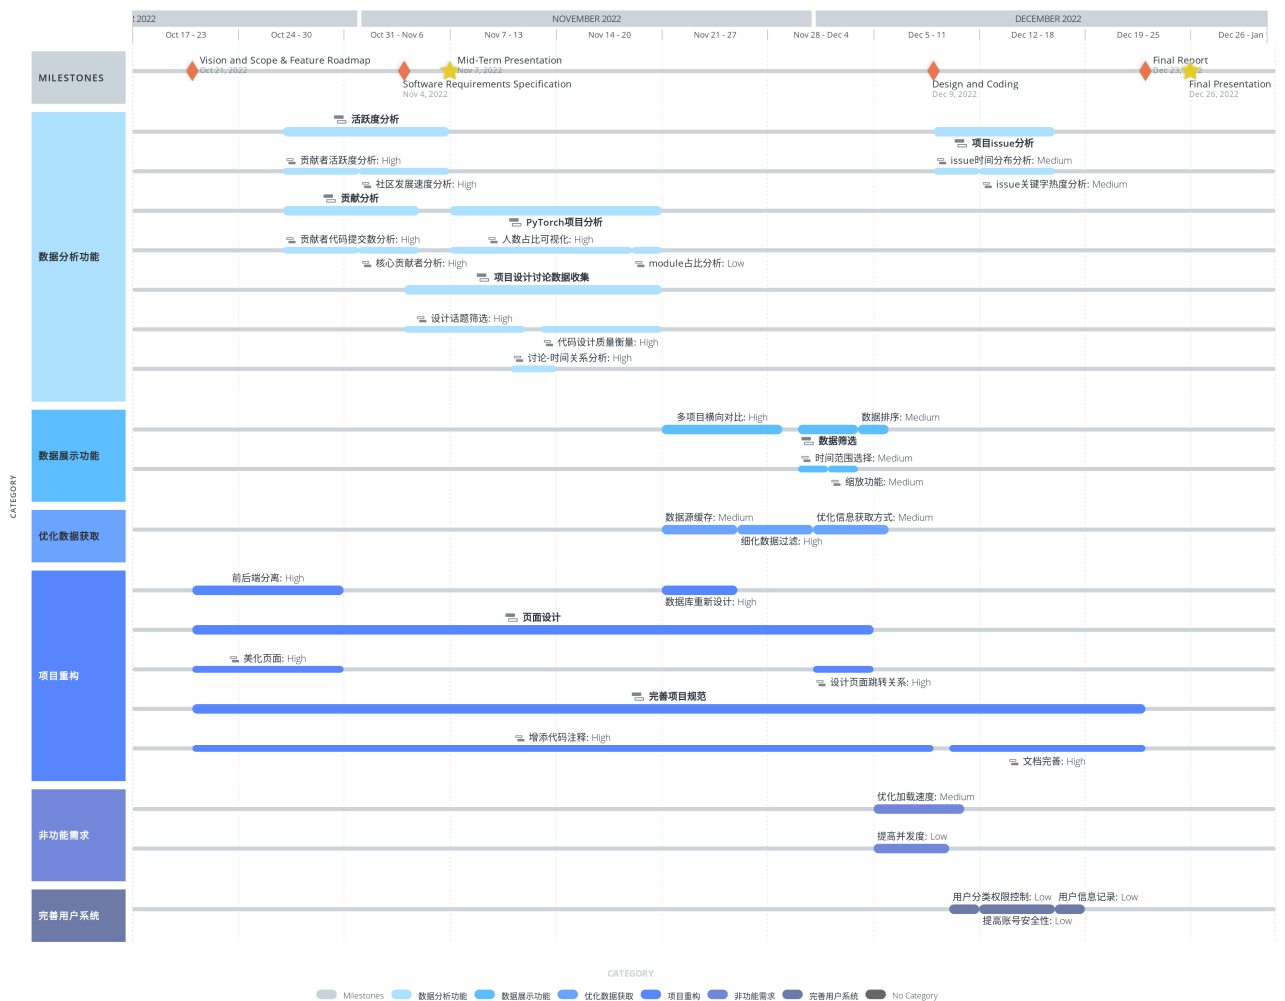 2022
NOVEMBER 2022
DECEMBER 2022
Oct 17 - 23
Oct 24 - 30
Oct 31 - Nov 6
Nov 7 - 13
Nov 14 - 20
Nov 21 - 27
Nov 28 - Dec 4
Dec 5 - 11
Dec 12 - 18
Dec 19 - 25
Dec 26 - Jan
MILESTONES
Vision and Scope & Feature Roadmap
Oct 21, 2022
Mid-Term Presentation
Nov 7, 2022
Final Report
Dec 23, 2022
Software Requirements Specification
Nov 4, 2022
Design and Coding
Dec 9, 2022
Final Presentation
Dec 26, 2022
CATEGORY
数据分析功能
活跃度分析
项目issue分析
贡献者活跃度分析: High
issue时间分布分析: Medium
社区发展速度分析: High
issue关键字热度分析: Medium
贡献分析
PyTorch项目分析
贡献者代码提交数分析: High
人数占比可视化: High
核心贡献者分析: High
module占比分析: Low
项目设计讨论数据收集
设计话题筛选: High
代码设计质量衡量: High
讨论-时间关系分析: High
数据展示功能
多项目横向对比: High
数据排序: Medium
数据筛选
时间范围选择: Medium
缩放功能: Medium
优化数据获取
数据源缓存: Medium
优化信息获取方式: Medium
细化数据过滤: High
项目重构
前后端分离: High
数据库重新设计: High
页面设计
美化页面: High
设计页面跳转关系: High
完善项目规范
增添代码注释: High
文档完善: High
非功能需求
优化加载速度: Medium
提高并发度: Low
完善用户系统
用户分类权限控制: Low
用户信息记录: Low
提高账号安全性: Low
CATEGORY
Milestones
数据分析功能
数据展示功能
优化数据获取
项目重构
非功能需求
完善用户系统
No Category